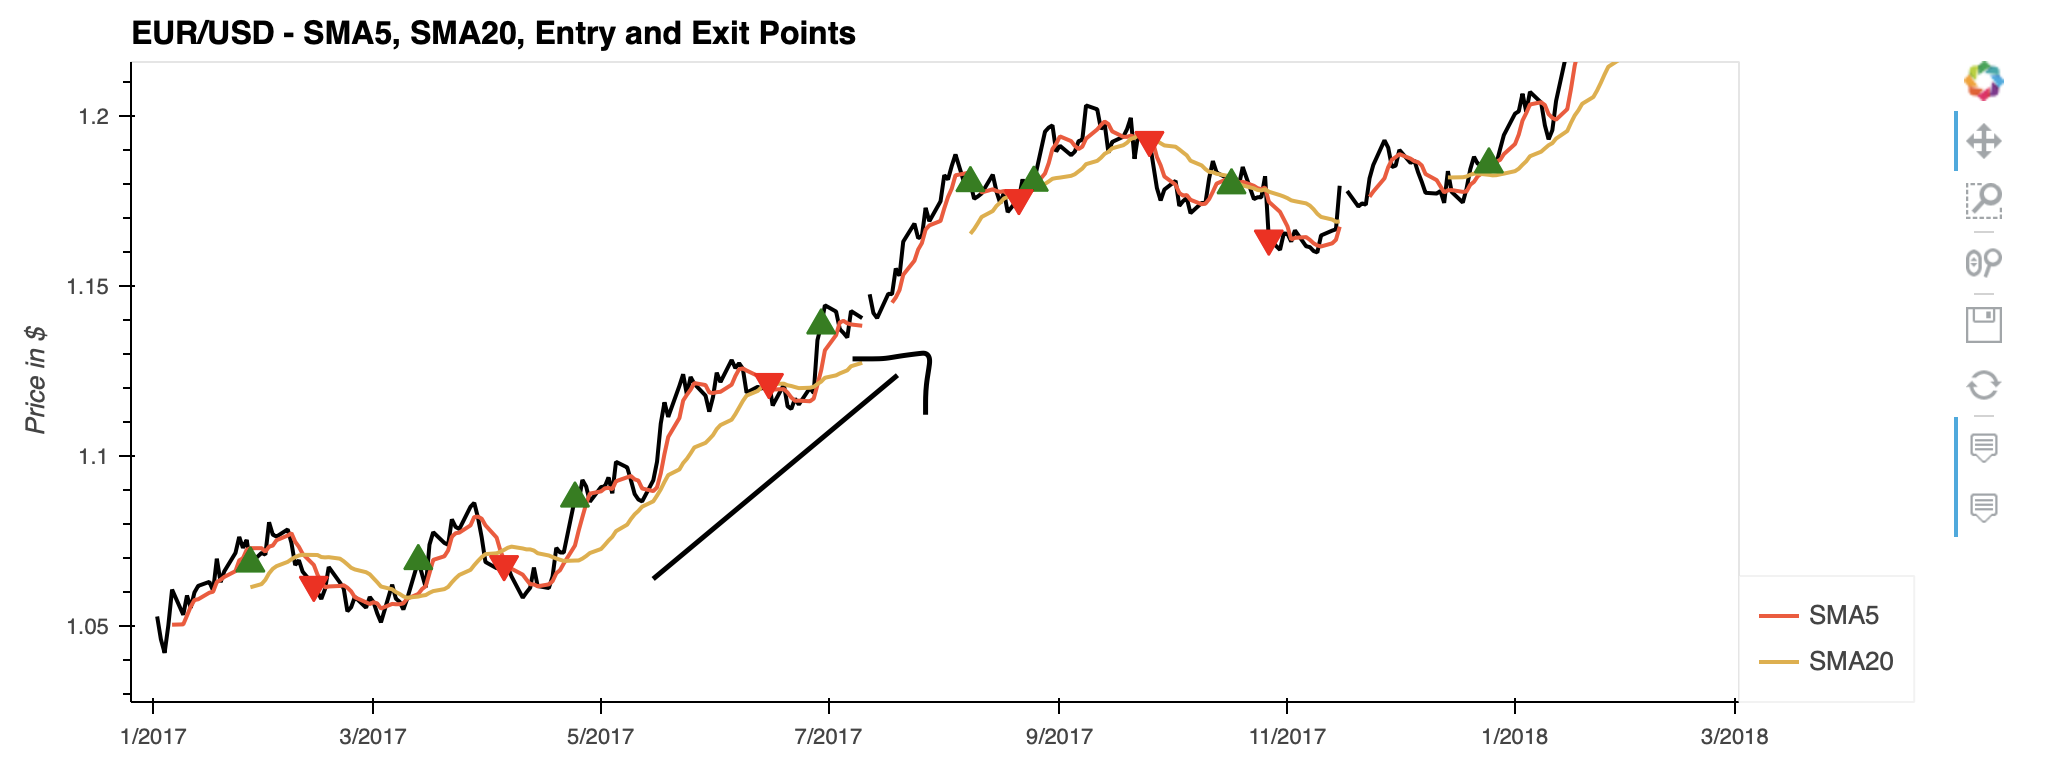 EUR/USD - SMA5, SMA20, Entry and Exit Points
1.2
1.15
1.1
1.05
Price in $
1/2017 3/2017 5/2017 7/2017 9/2017 11/2017 1/2018 3/2018
SMA5
SMA20